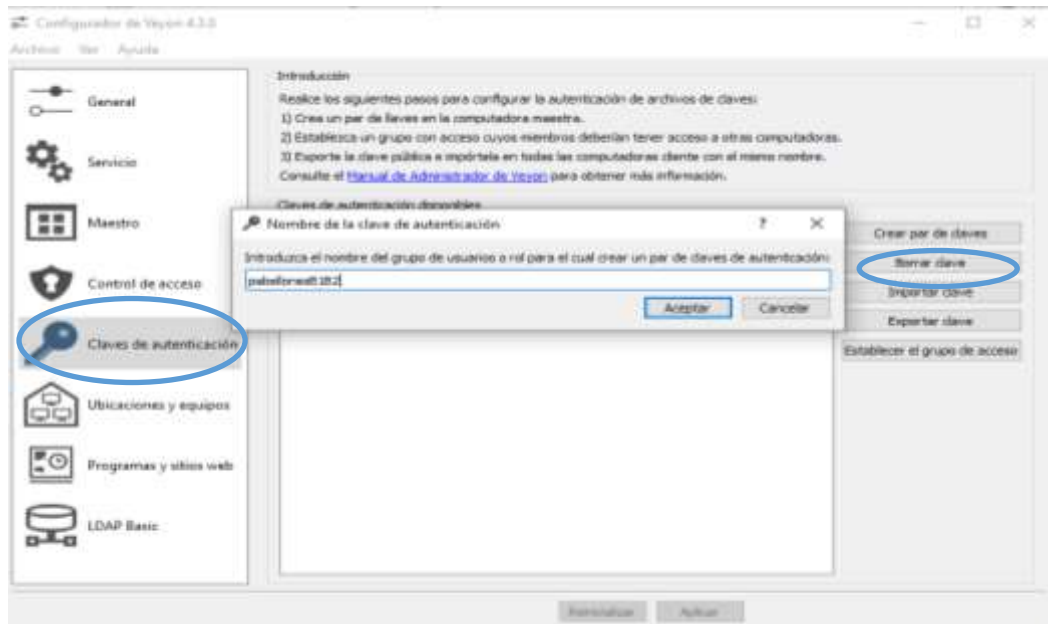 Configurador de Veyon 4.3.0
Archivo Ver Ayuda
General
Servicio
Maestro
Control de acceso
Claves de autenticación
Ubicaciones y equipos
Programas y sitios web
LDAP Basic
Introducción
Realice los siguientes pasos para configurar la autenticación de archivos de claves:
1) Crea un par de llaves en la computadora maestra.
2) Establezca un grupo con acceso cuyos miembros deberían tener acceso a otras computadoras.
3) Exporte la clave pública e impórtela en todas las computadoras cliente con el mismo nombre.
Consulte el Manual de Administrador de Veyon para obtener más información.
Claves de autenticación disponibles
Nombre de la clave de autenticación
Introduzca el nombre del grupo de usuarios o rol para el cual crear un par de claves de autenticación:
Aceptar Cancelar
Crear par de claves
Borrar clave
Importar clave
Exportar clave
Establecer el grupo de acceso
Aplicar